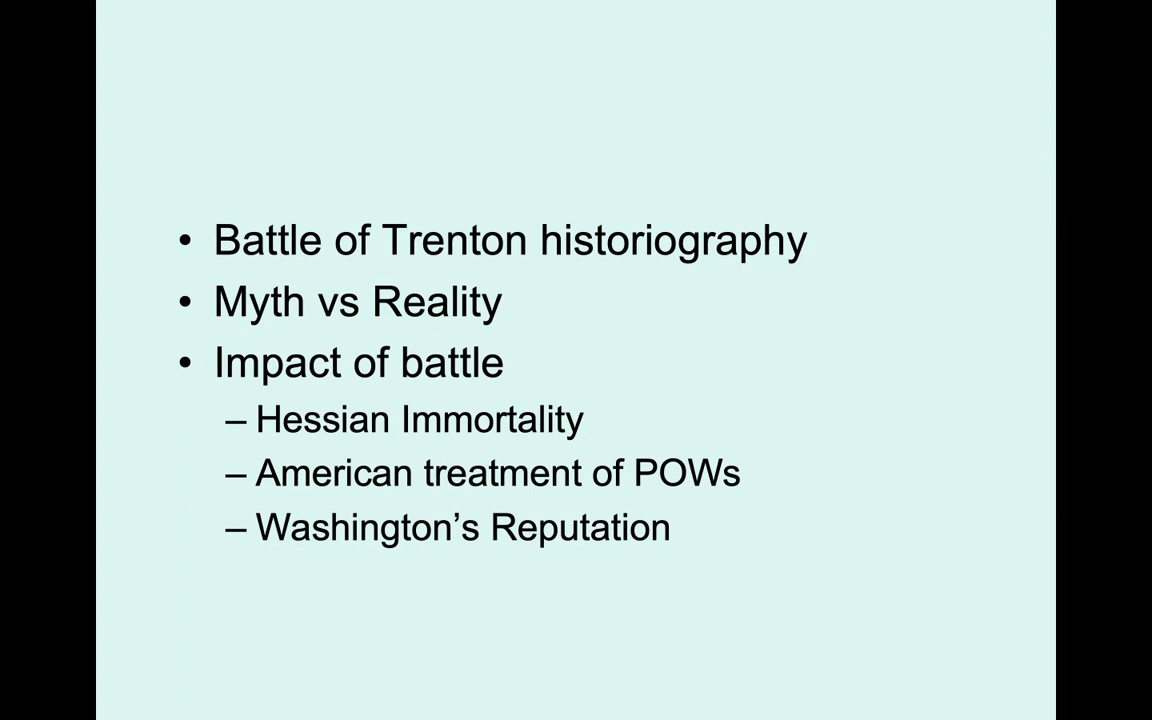 • Battle of Trenton historiography
• Myth vs Reality
• Impact of battle
– Hessian Immortality
– American treatment of POWs
– Washington’s Reputation